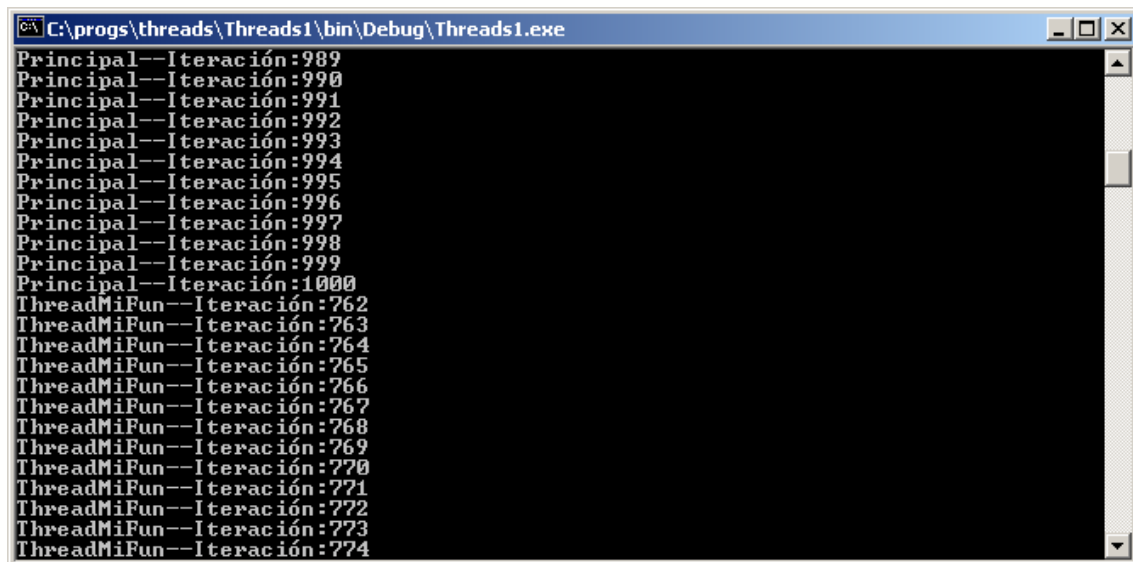 C:\progs\threads\Threads1\bin\Debug\Threads1.exe
Principal--Iteración:989
Principal--Iteración:990
Principal--Iteración:991
Principal--Iteración:992
Principal--Iteración:993
Principal--Iteración:994
Principal--Iteración:995
Principal--Iteración:996
Principal--Iteración:997
Principal--Iteración:998
Principal--Iteración:999
Principal--Iteración:1000
ThreadMiFun--Iteración:762
ThreadMiFun--Iteración:763
ThreadMiFun--Iteración:764
ThreadMiFun--Iteración:765
ThreadMiFun--Iteración:766
ThreadMiFun--Iteración:767
ThreadMiFun--Iteración:768
ThreadMiFun--Iteración:769
ThreadMiFun--Iteración:770
ThreadMiFun--Iteración:771
ThreadMiFun--Iteración:772
ThreadMiFun--Iteración:773
ThreadMiFun--Iteración:774